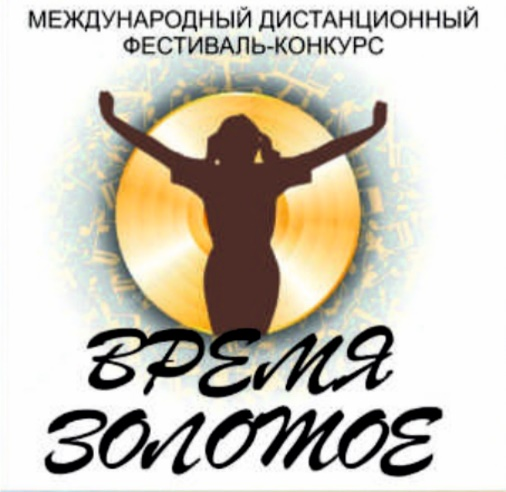 МЕЖДУНАРОДНЫЙ ДИСТАНЦИОННЫЙ
ФЕСТИВАЛЬ-КОНКУРС
ВРЕМЯ
ЗОЛОТОЕ